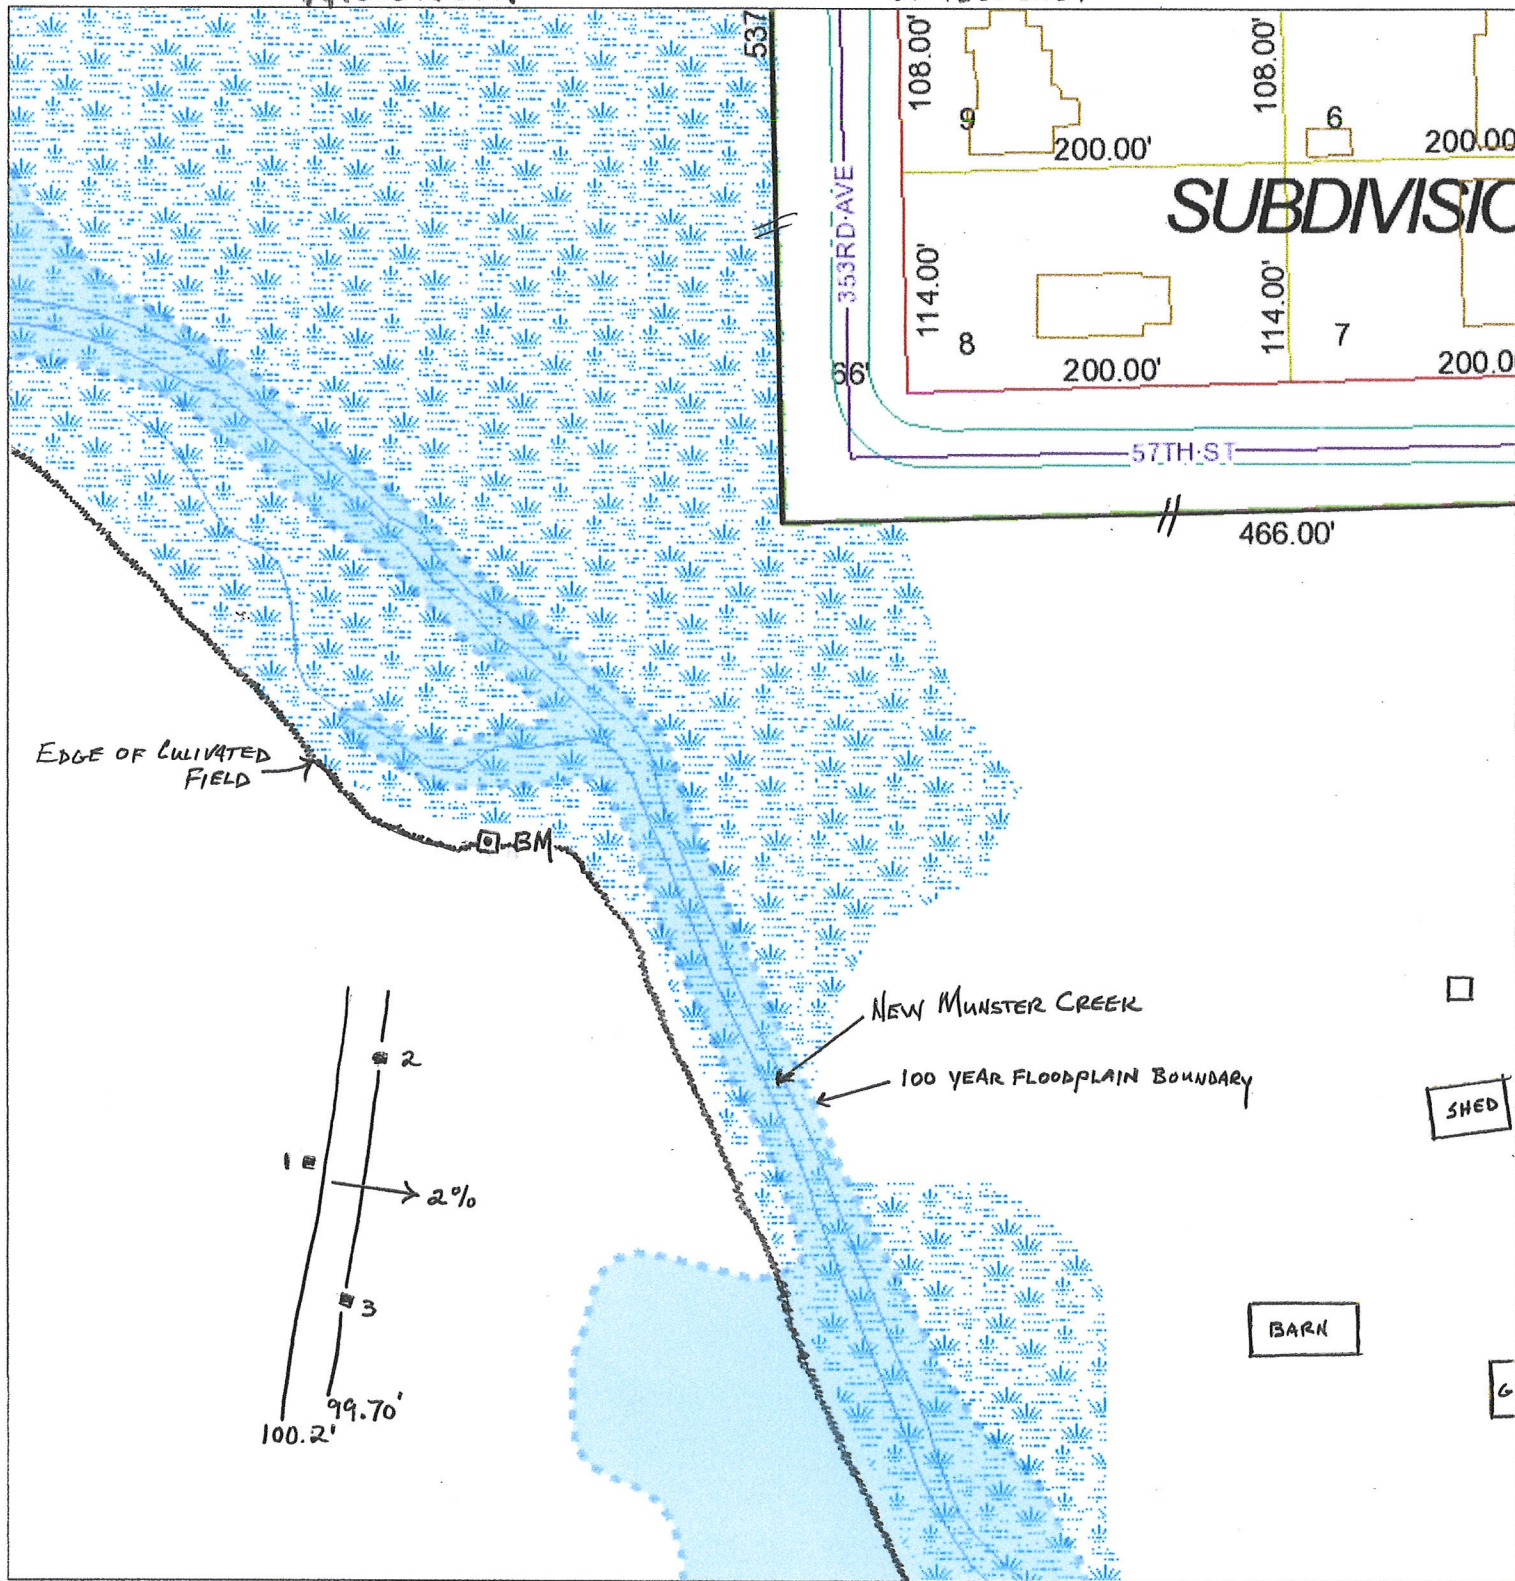 537
108.00'
108.00'
9
6
200.00'
200.00
353RD AVE
SUBDIVISIO
114.00'
114.00'
8
7
66'
200.00'
200.0
57TH ST
466.00'
EDGE OF CULIVATED
FIELD
BM
NEW MUNSTER CREEK
2
100 YEAR FLOODPLAIN BOUNDARY
SHED
1
2%
3
BARN
G
99.70'
100.2'